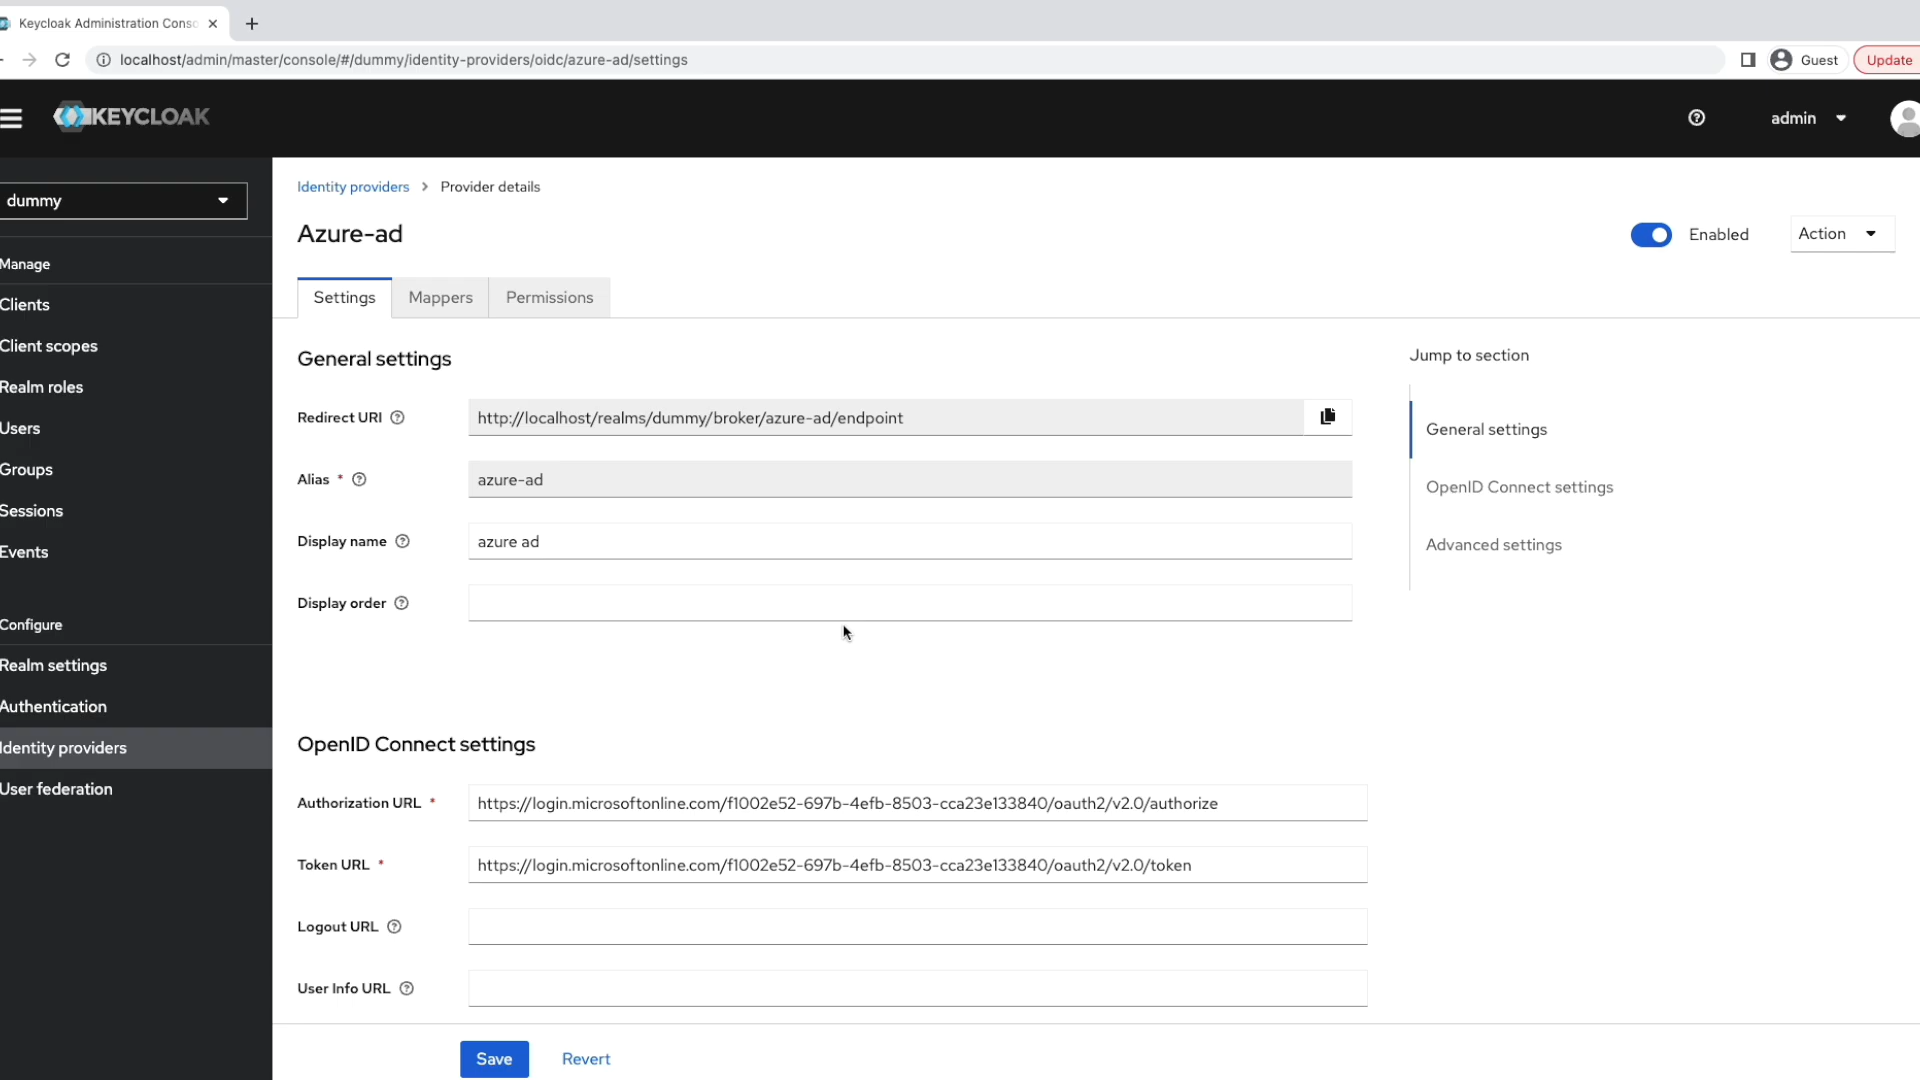 Keycloak Administration Conso
localhost/admin/master/console/#/dummy/identity-providers/oidc/azure-ad/settings
Guest
Update
KEYCLOAK
admin
dummy
Manage
Clients
Client scopes
Realm roles
Users
Groups
Sessions
Events
Configure
Realm settings
Authentication
Identity providers
User federation
Identity providers > Provider details
Azure-ad
Enabled
Action
Settings
Mappers
Permissions
General settings
Redirect URI
http://localhost/realms/dummy/broker/azure-ad/endpoint
Alias *
azure-ad
Display name
azure ad
Display order
OpenID Connect settings
Authorization URL *
https://login.microsoftonline.com/f1002e52-697b-4efb-8503-cca23e133840/oauth2/v2.0/authorize
Token URL *
https://login.microsoftonline.com/f1002e52-697b-4efb-8503-cca23e133840/oauth2/v2.0/token
Logout URL
User Info URL
Save
Revert
Jump to section
General settings
OpenID Connect settings
Advanced settings